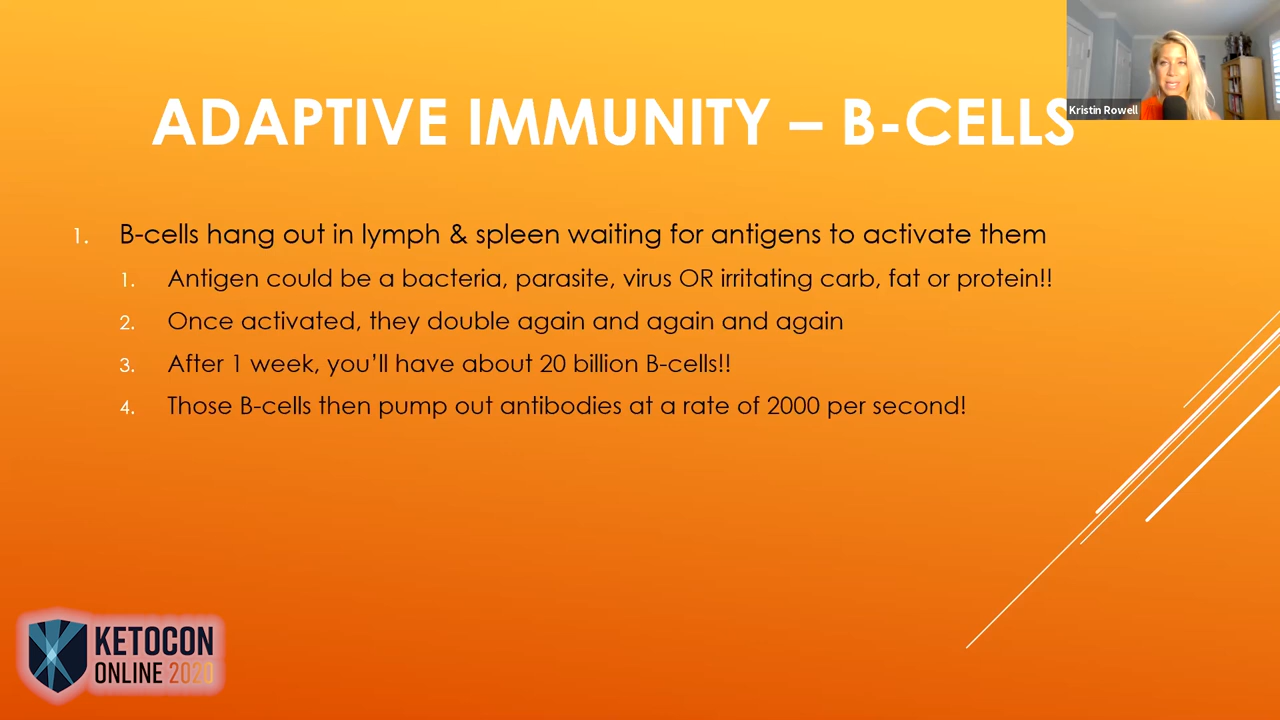 Kristin Rowell
ADAPTIVE IMMUNITY – B-CELLS
1. B-cells hang out in lymph & spleen waiting for antigens to activate them
1. Antigen could be a bacteria, parasite, virus OR irritating carb, fat or protein!!
2. Once activated, they double again and again and again
3. After 1 week, you’ll have about 20 billion B-cells!!
4. Those B-cells then pump out antibodies at a rate of 2000 per second!
KETOCON
ONLINE 2020